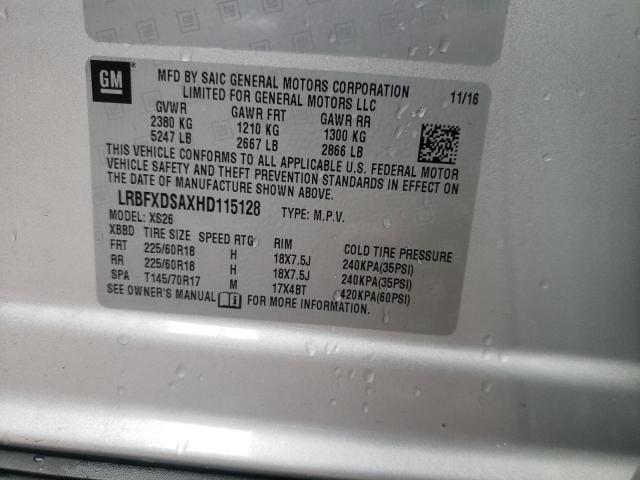 GM
MFD BY SAIC GENERAL MOTORS CORPORATION
LIMITED FOR GENERAL MOTORS LLC
11/16
GVWR GAWR FRT GAWR RR
2380 KG 1210 KG 1300 KG
5247 LB 2667 LB 2866 LB
THIS VEHICLE CONFORMS TO ALL APPLICABLE U.S. FEDERAL MOTOR
VEHICLE SAFETY AND THEFT PREVENTION STANDARDS IN EFFECT ON
THE DATE OF MANUFACTURE SHOWN ABOVE.
LRBFXDSAXHD115128 TYPE: M.P.V.
MODEL: XS26
XBBD TIRE SIZE SPEED RTG RIM COLD TIRE PRESSURE
FRT 225/60R18 H 18X7.5J 240KPA(35PSI)
RR 225/60R18 H 18X7.5J 240KPA(35PSI)
SPA T145/70R17 M 17X4BT 420KPA(60PSI)
SEE OWNER'S MANUAL FOR MORE INFORMATION.